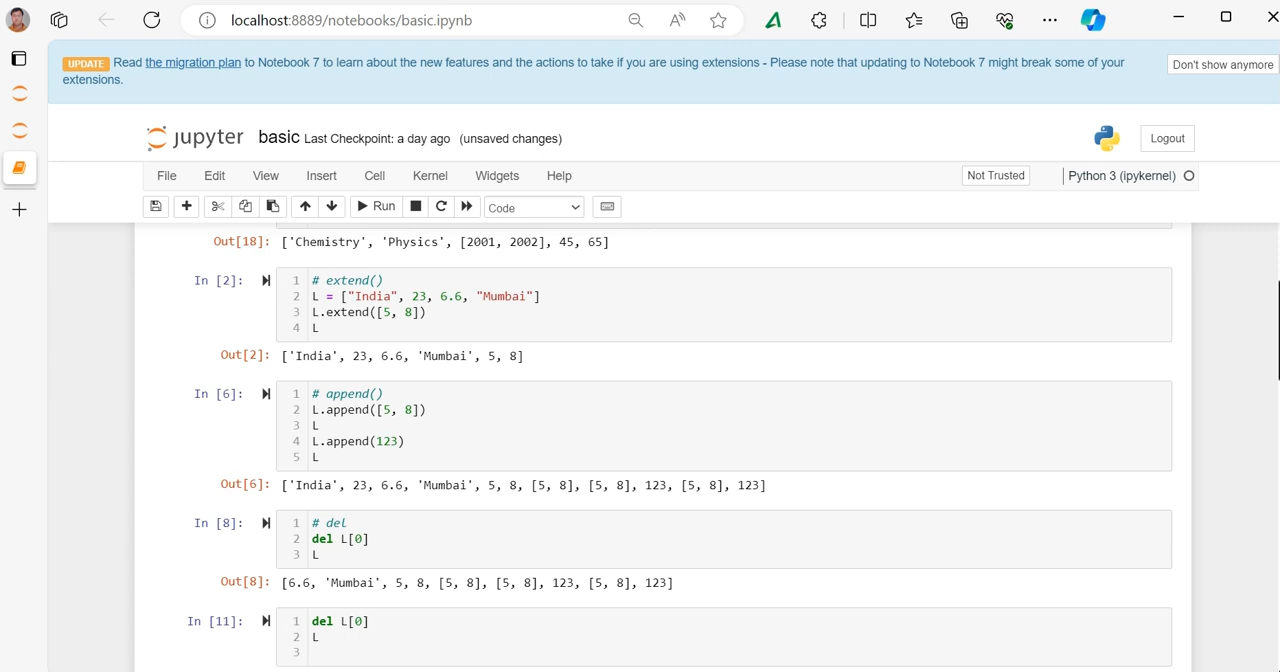 localhost:8889/notebooks/basic.ipynb
UPDATE Read the migration plan to Notebook 7 to learn about the new features and the actions to take if you are using extensions - Please note that updating to Notebook 7 might break some of your
extensions.
Don't show anymore
jupyter basic Last Checkpoint: a day ago (unsaved changes)
Logout
File Edit View Insert Cell Kernel Widgets Help
Not Trusted
Python 3 (ipykernel)
Run
Code
Out[18]: ['Chemistry', 'Physics', [2001, 2002], 45, 65]
In [2]: 1 # extend()
2 L = ["India", 23, 6.6, "Mumbai"]
3 L.extend([5, 8])
4 L
Out[2]: ['India', 23, 6.6, 'Mumbai', 5, 8]
In [6]: 1 # append()
2 L.append([5, 8])
3 L
4 L.append(123)
5 L
Out[6]: ['India', 23, 6.6, 'Mumbai', 5, 8, [5, 8], [5, 8], 123, [5, 8], 123]
In [8]: 1 # del
2 del L[0]
3 L
Out[8]: [6.6, 'Mumbai', 5, 8, [5, 8], [5, 8], 123, [5, 8], 123]
In [11]: 1 del L[0]
2 L
3